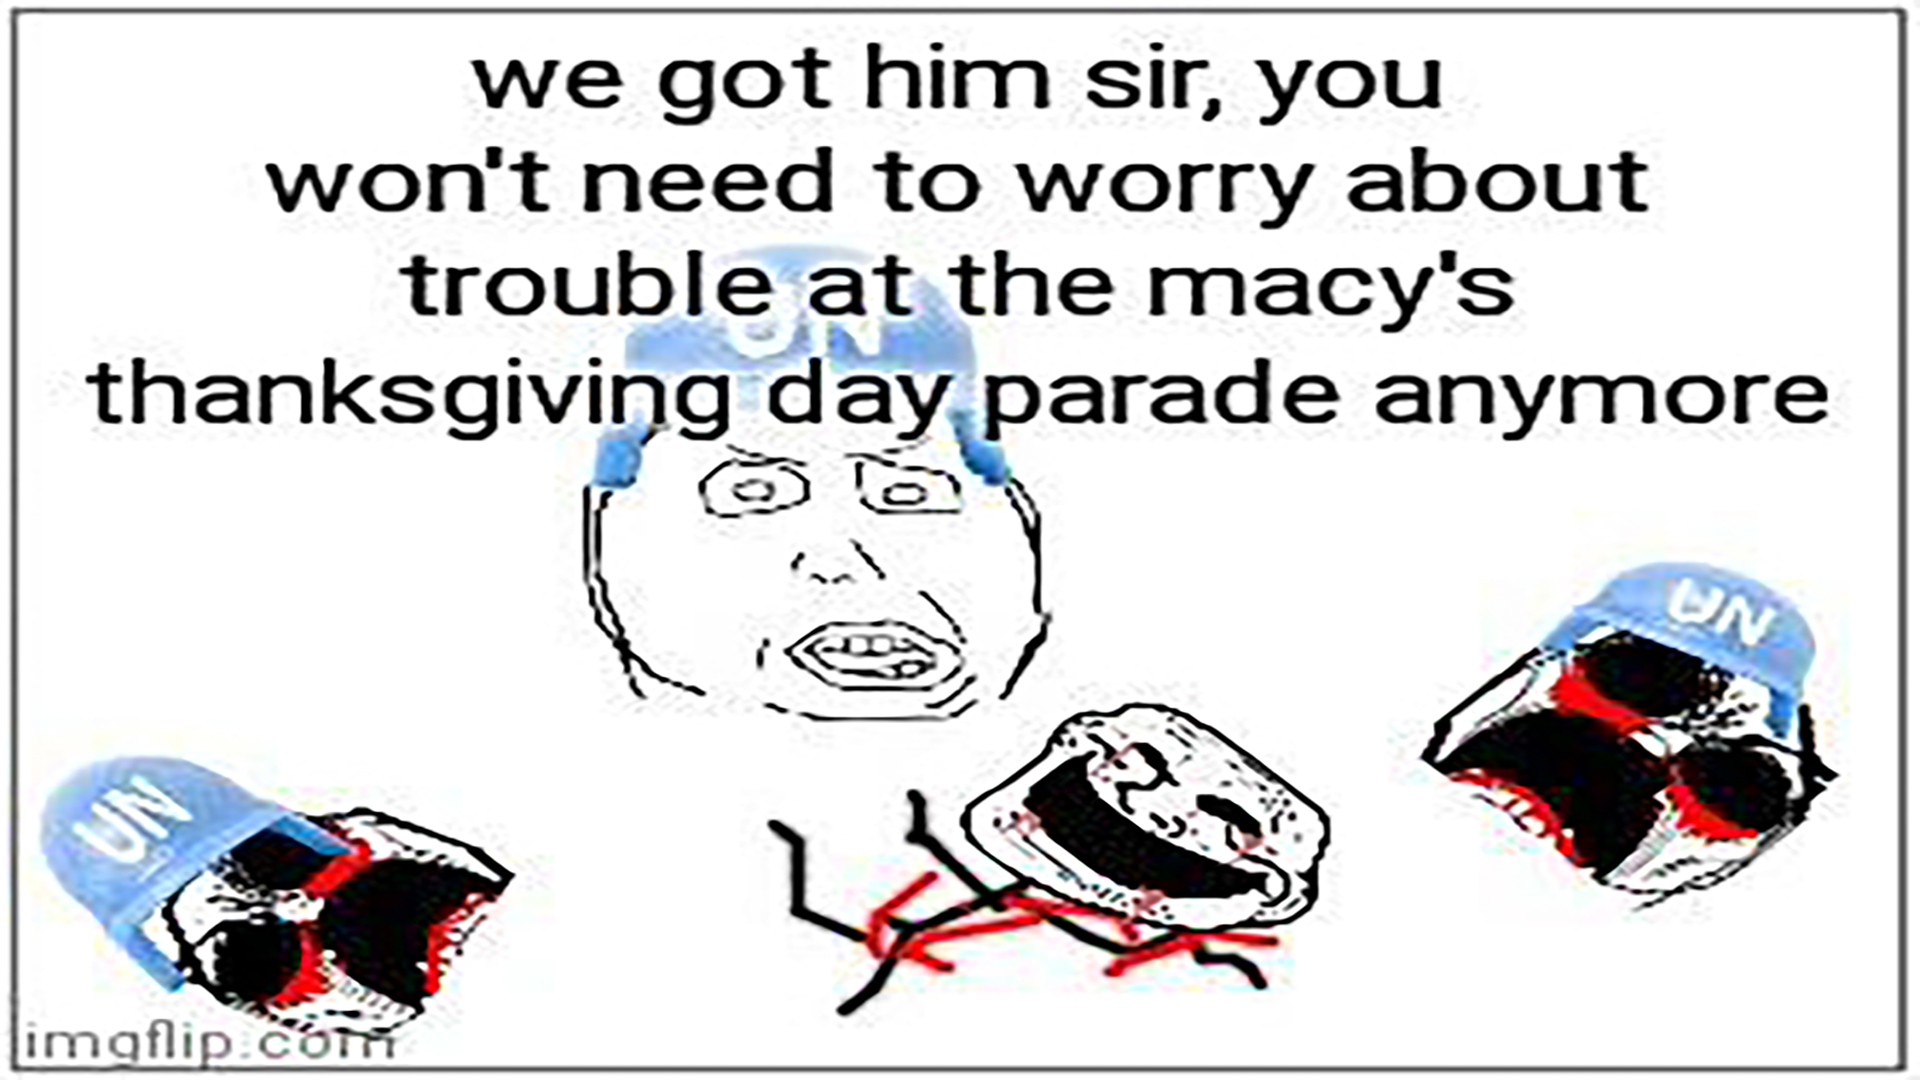 we got him sir, you
won't need to worry about
trouble at the macy's
thanksgiving day parade anymore
UN
UN
UN
imgflip.com